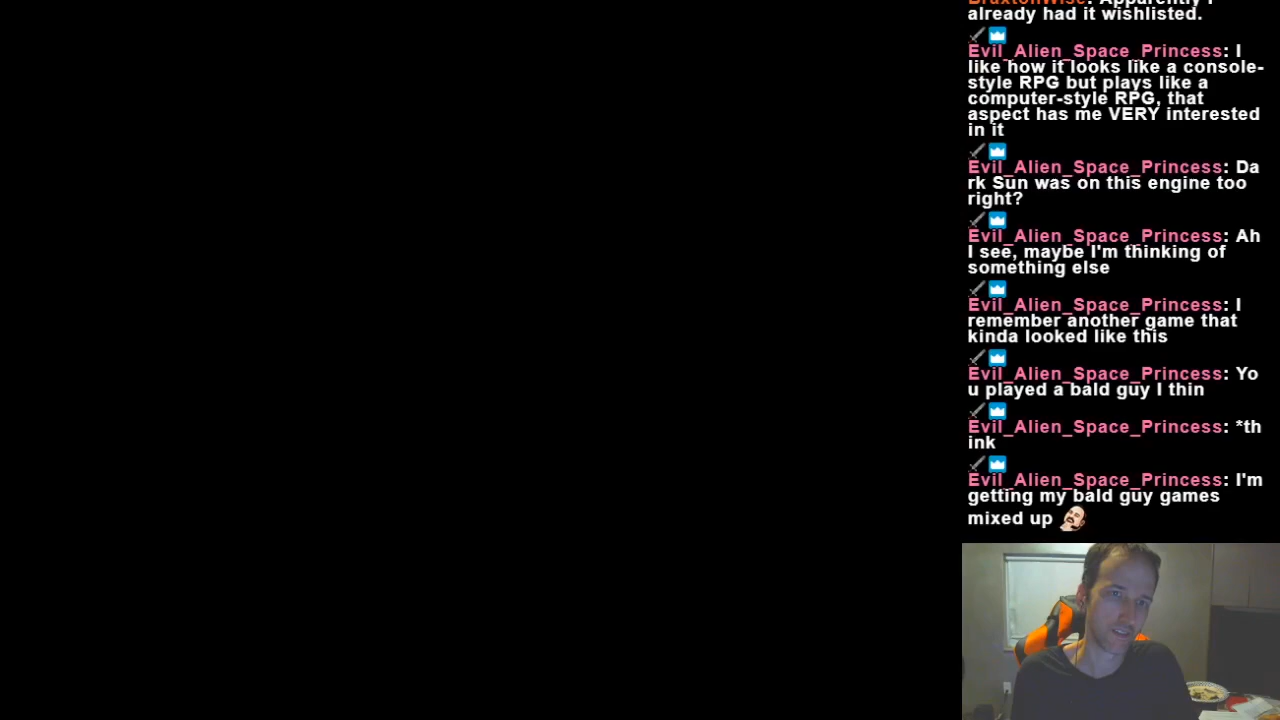 BraxtonWise: Apparently I
already had it wishlisted.
Evil_Alien_Space_Princess: I
like how it looks like a console-
style RPG but plays like a
computer-style RPG, that
aspect has me VERY interested
in it
Evil_Alien_Space_Princess: Da
rk Sun was on this engine too
right?
Evil_Alien_Space_Princess: Ah
I see, maybe I'm thinking of
something else
Evil_Alien_Space_Princess: I
remember another game that
kinda looked like this
Evil_Alien_Space_Princess: Yo
u played a bald guy I thin
Evil_Alien_Space_Princess: *th
ink
Evil_Alien_Space_Princess: I'm
getting my bald guy games
mixed up